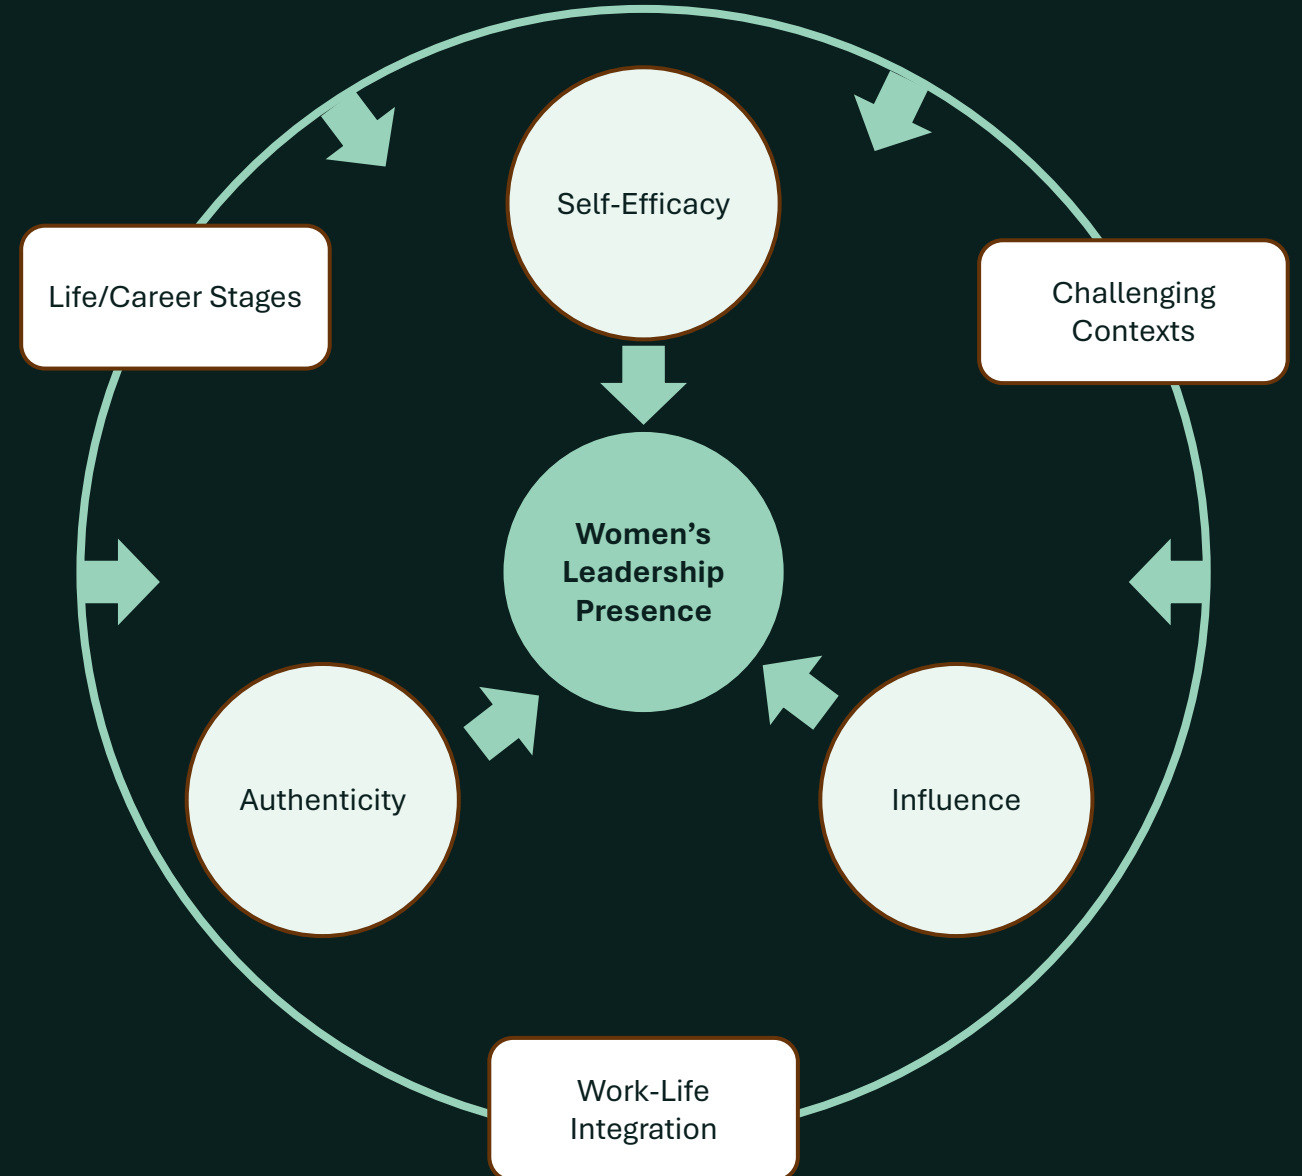 Self-Efficacy
Life/Career Stages
Challenging
Contexts
Women’s
Leadership
Presence
Authenticity
Influence
Work-Life
Integration